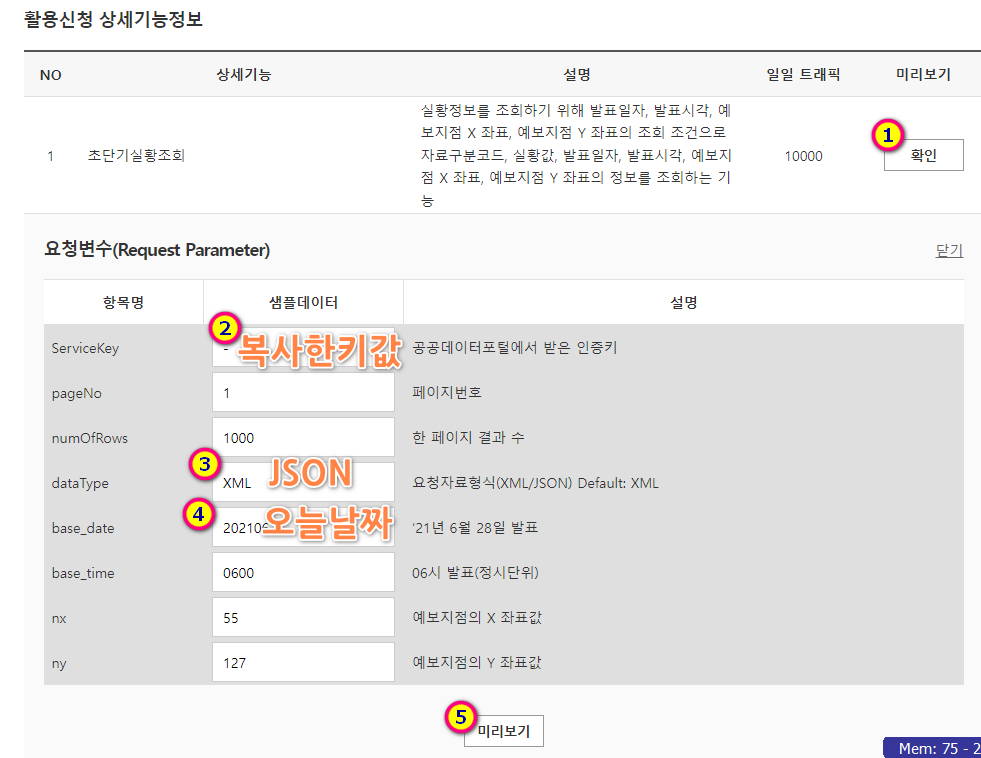 활용신청 상세기능정보
NO 상세기능 설명 일일 트래픽 미리보기
실황정보를 조회하기 위해 발표일자, 발표시각, 예
보지점 X 좌표, 예보지점 Y 좌표의 조회 조건으로
1 초단기실황조회 자료구분코드, 실황값, 발표일자, 발표시각, 예보지 10000 1 확인
점 X 좌표, 예보지점 Y 좌표의 정보를 조회하는 기
능
요청변수(Request Parameter) 닫기
항목명 샘플데이터 설명
ServiceKey 2 - 복사한키값 공공데이터포털에서 받은 인증키
pageNo 1 페이지번호
numOfRows 1000 한 페이지 결과 수
dataType 3 XML JSON 요청자료형식(XML/JSON) Default: XML
base_date 4 202106 오늘날짜 '21년 6월 28일 발표
base_time 0600 06시 발표(정시단위)
nx 55 예보지점의 X 좌표값
ny 127 예보지점의 Y 좌표값
5 미리보기
Mem: 75 - 2